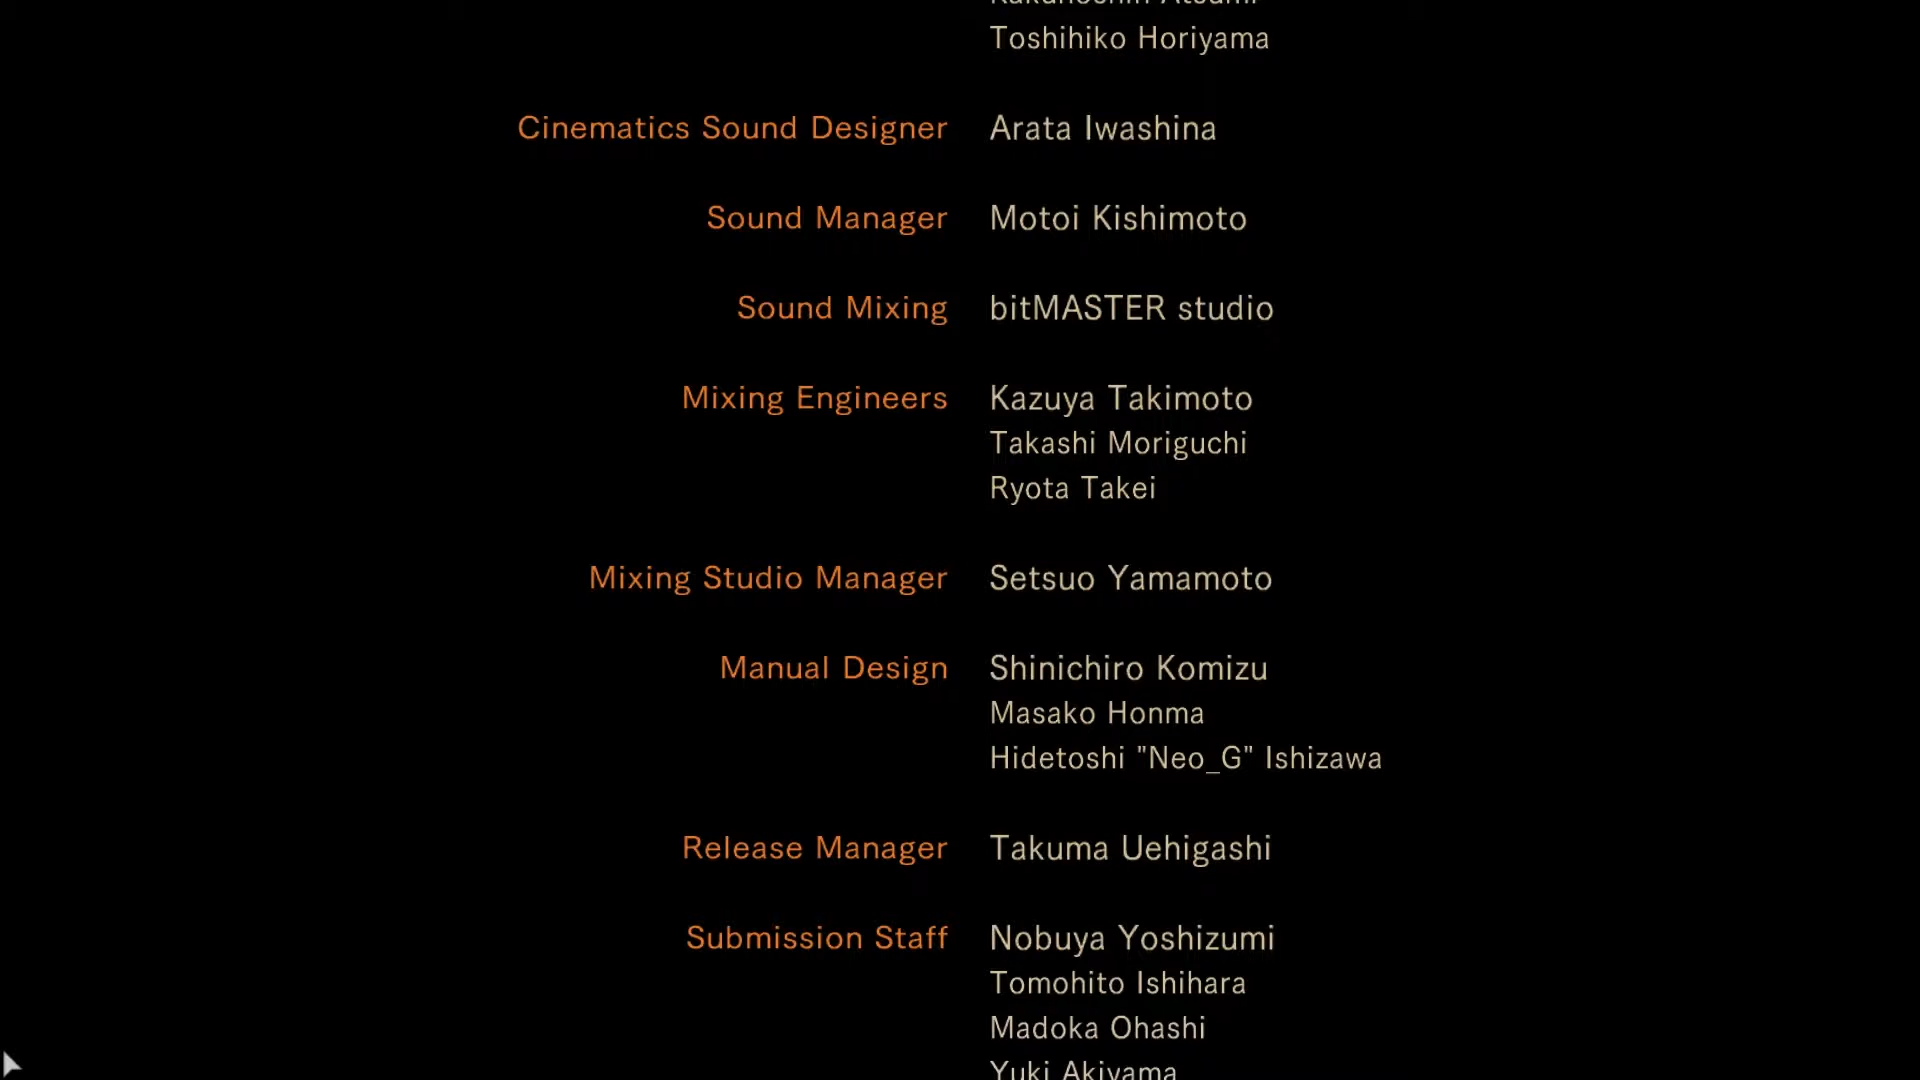 Toshihiko Horiyama
Cinematics Sound Designer Arata Iwashina
Sound Manager Motoi Kishimoto
Sound Mixing bitMASTER studio
Mixing Engineers Kazuya Takimoto
Takashi Moriguchi
Ryota Takei
Mixing Studio Manager Setsuo Yamamoto
Manual Design Shinichiro Komizu
Masako Honma
Hidetoshi "Neo_G" Ishizawa
Release Manager Takuma Uehigashi
Submission Staff Nobuya Yoshizumi
Tomohito Ishihara
Madoka Ohashi
Yuki Akiyama